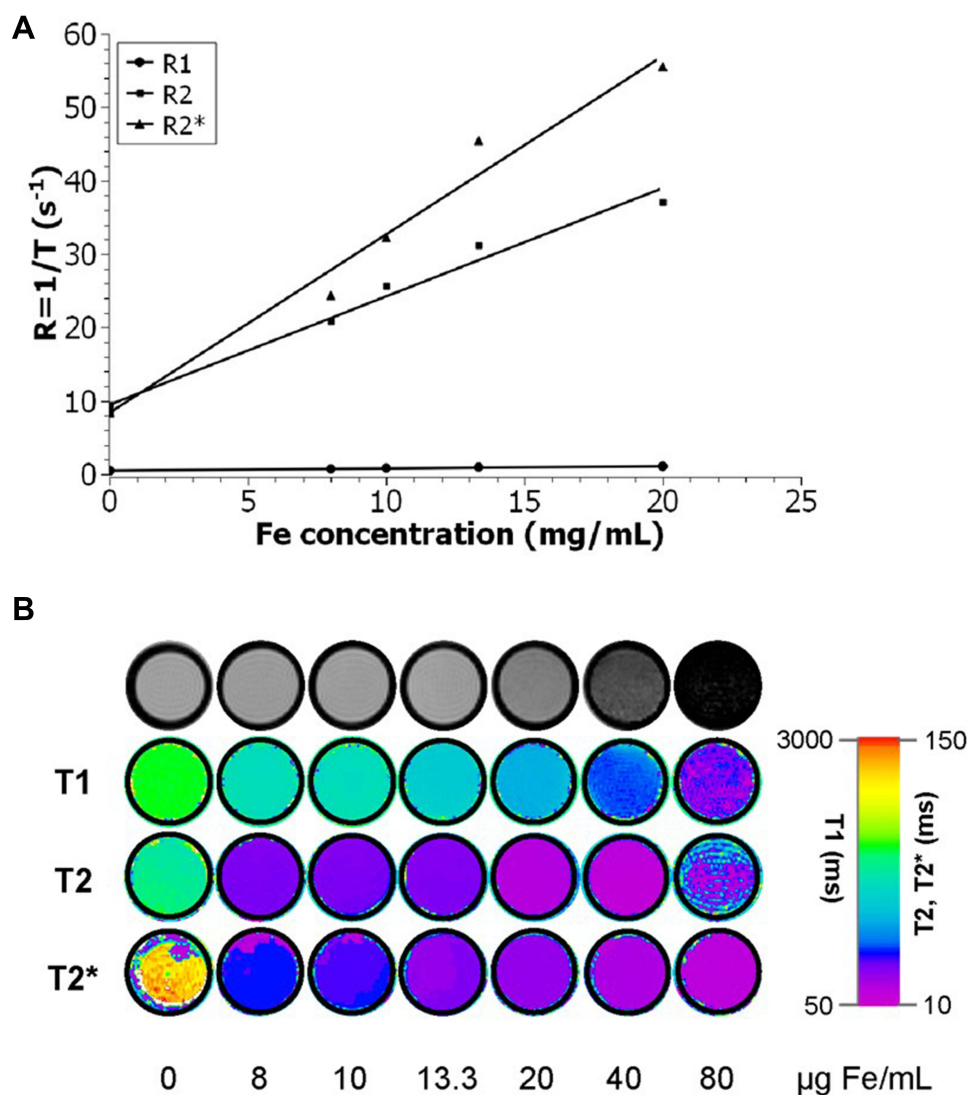 A
60
50
40
30
20
10
0
R=1/T (s⁻¹)
R1
R2
R2*
0 5 10 15 20 25
Fe concentration (mg/mL)
B
T1
T2
T2*
0 8 10 13.3 20 40 80 µg Fe/mL
3000 150
T1 (ms)
T2, T2* (ms)
50 10